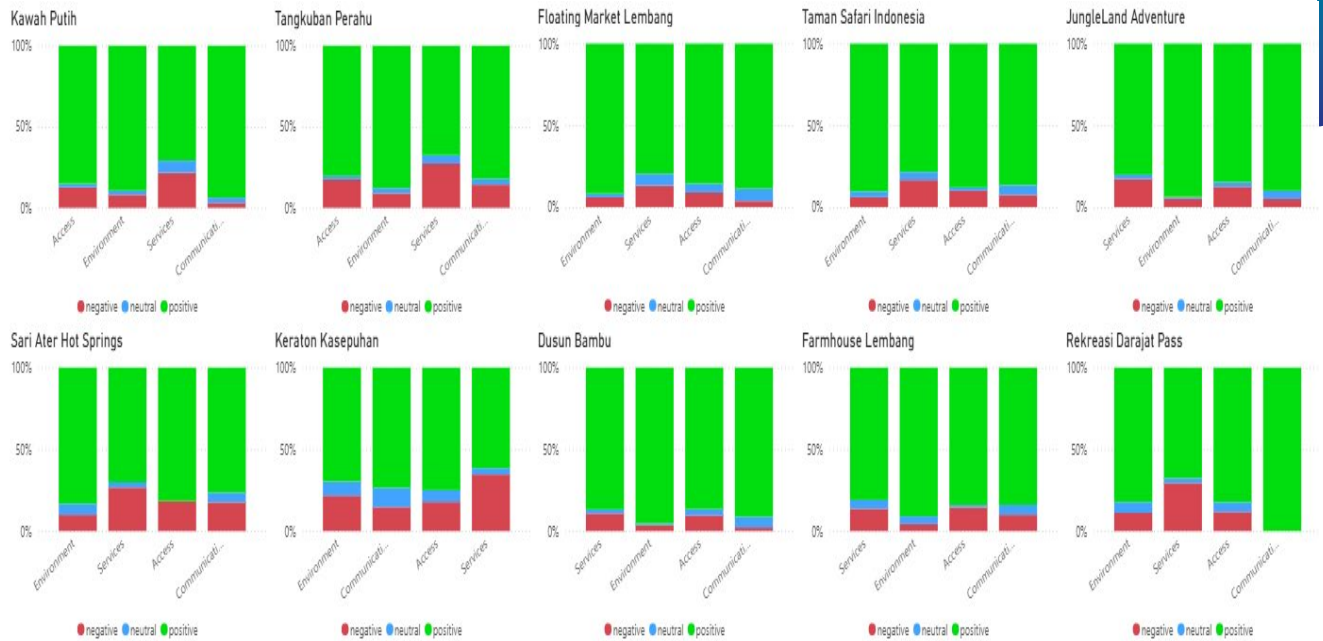 Kawah Putih
100%
50%
0%
Access
Environment
Services
Communicati...
negative neutral positive
Tangkuban Perahu
100%
50%
0%
Access
Environment
Services
Communicati...
negative neutral positive
Floating Market Lembang
100%
50%
0%
Environment
Services
Access
Communicati...
negative neutral positive
Taman Safari Indonesia
100%
50%
0%
Environment
Services
Access
Communicati...
negative neutral positive
JungleLand Adventure
100%
50%
0%
Services
Environment
Access
Communicati...
negative neutral positive
Sari Ater Hot Springs
100%
50%
0%
Environment
Services
Access
Communicati...
negative neutral positive
Keraton Kasepuhan
100%
50%
0%
Environment
Communicati...
Access
Services
negative neutral positive
Dusun Bambu
100%
50%
0%
Services
Environment
Access
Communicati...
negative neutral positive
Farmhouse Lembang
100%
50%
0%
Services
Environment
Access
Communicati...
negative neutral positive
Rekreasi Darajat Pass
100%
50%
0%
Environment
Services
Access
Communicati...
negative neutral positive